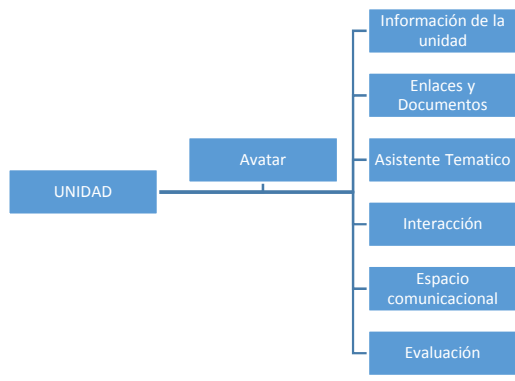 UNIDAD
Avatar
Información de la
unidad
Enlaces y
Documentos
Asistente Tematico
Interacción
Espacio
comunicacional
Evaluación